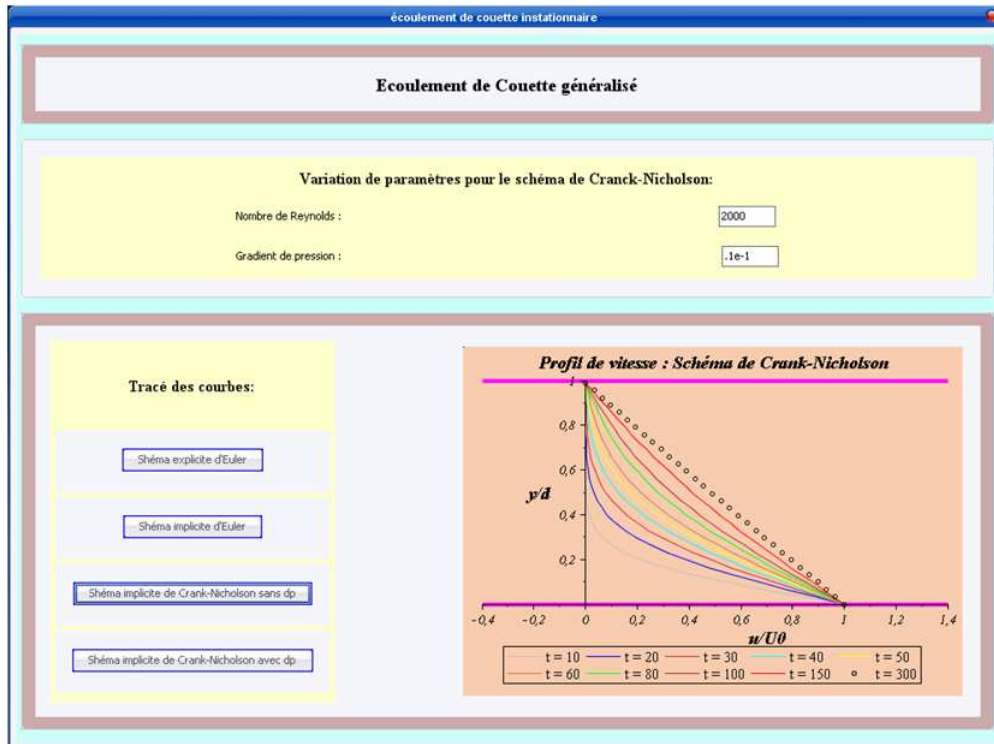 écoulement de couette instationnaire
Ecoulement de Couette généralisé
Variation de paramètres pour le schéma de Cranck-Nicholson:
Nombre de Reynolds : 2000
Gradient de pression : .1e-1
Tracé des courbes:
Shéma explicite d'Euler
Shéma implicite d'Euler
Shéma implicite de Crank-Nicholson sans dp
Shéma implicite de Crank-Nicholson avec dp
Profil de vitesse : Schéma de Crank-Nicholson
1
0,8
0,6
y/d
0,4
0,2
-0,4 -0,2 0 0,2 0,4 0,6 0,8 1 1,2 1,4
u/U0
t = 10 t = 20 t = 30 t = 40 t = 50
t = 60 t = 80 t = 100 t = 150 t = 300